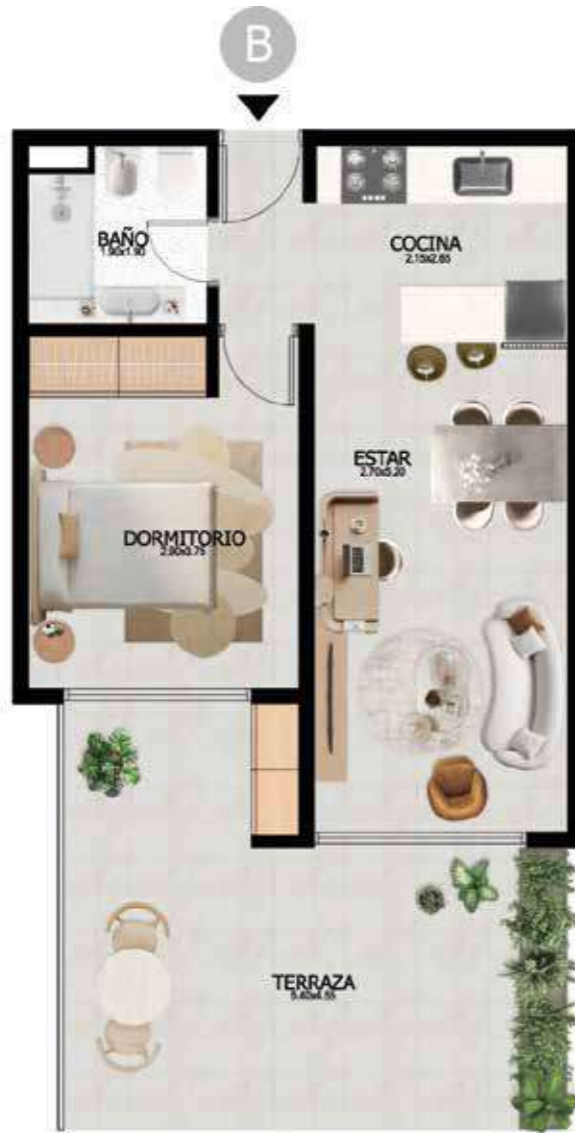 B
BAÑO
1.90x1.90
COCINA
2.15x2.65
ESTAR
2.70x5.20
DORMITORIO
2.90x3.75
TERRAZA
5.60x4.55